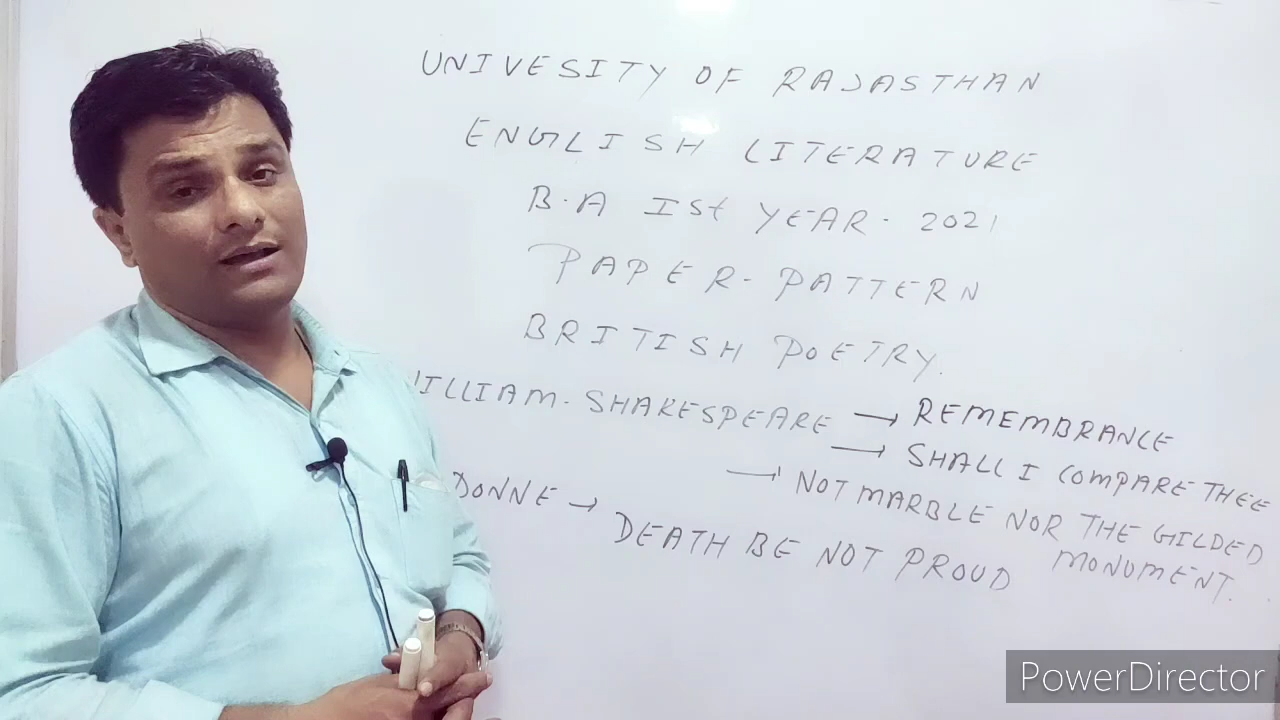 UNIVESITY OF RAJASTHAN
ENGLISH LITERATURE
B.A Ist YEAR. 2021
PAPER-PATTERN
BRITISH POETRY.
WILLIAM. SHAKESPEARE → REMEMBRANCE
→ SHALL I COMPARE THEE
→ NOT MARBLE NOR THE GILDED
MONUMENT.
DONNE → DEATH BE NOT PROUD
PowerDirector